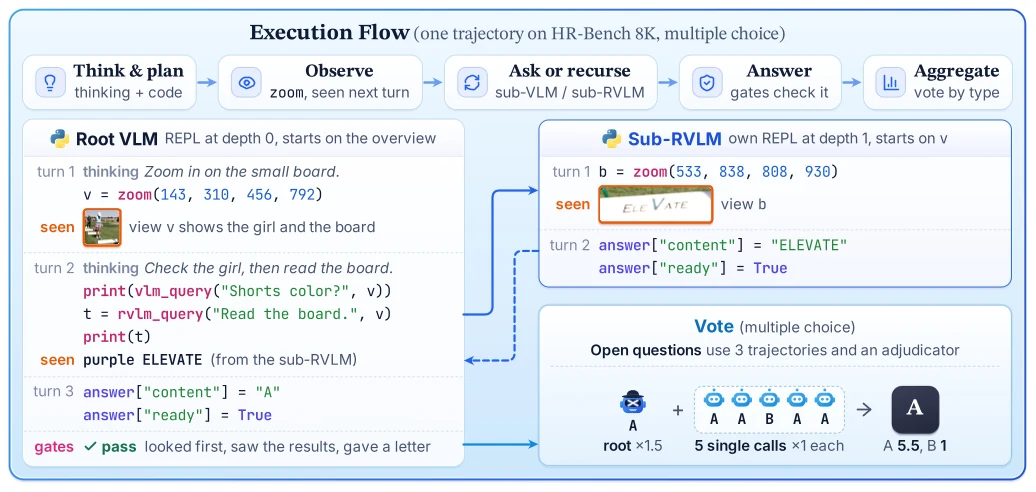 Execution Flow (one trajectory on HR-Bench 8K, multiple choice)
Think & plan
thinking + code
Observe
zoom, seen next turn
Ask or recurse
sub-VLM / sub-RVLM
Answer
gates check it
Aggregate
vote by type
Root VLM REPL at depth 0, starts on the overview
turn 1 thinking Zoom in on the small board.
v = zoom(143, 310, 456, 792)
seen view v shows the girl and the board
turn 2 thinking Check the girl, then read the board.
print(vlm_query("Shorts color?", v))
t = rvlm_query("Read the board.", v)
print(t)
seen purple ELEVATE (from the sub-RVLM)
turn 3 answer["content"] = "A"
answer["ready"] = True
gates ✓ pass looked first, saw the results, gave a letter
Sub-RVLM own REPL at depth 1, starts on v
turn 1 b = zoom(533, 838, 808, 930)
seen ELEVATE view b
turn 2 answer["content"] = "ELEVATE"
answer["ready"] = True
Vote (multiple choice)
Open questions use 3 trajectories and an adjudicator
A + A A B A A → A
root ×1.5 5 single calls ×1 each A 5.5, B 1